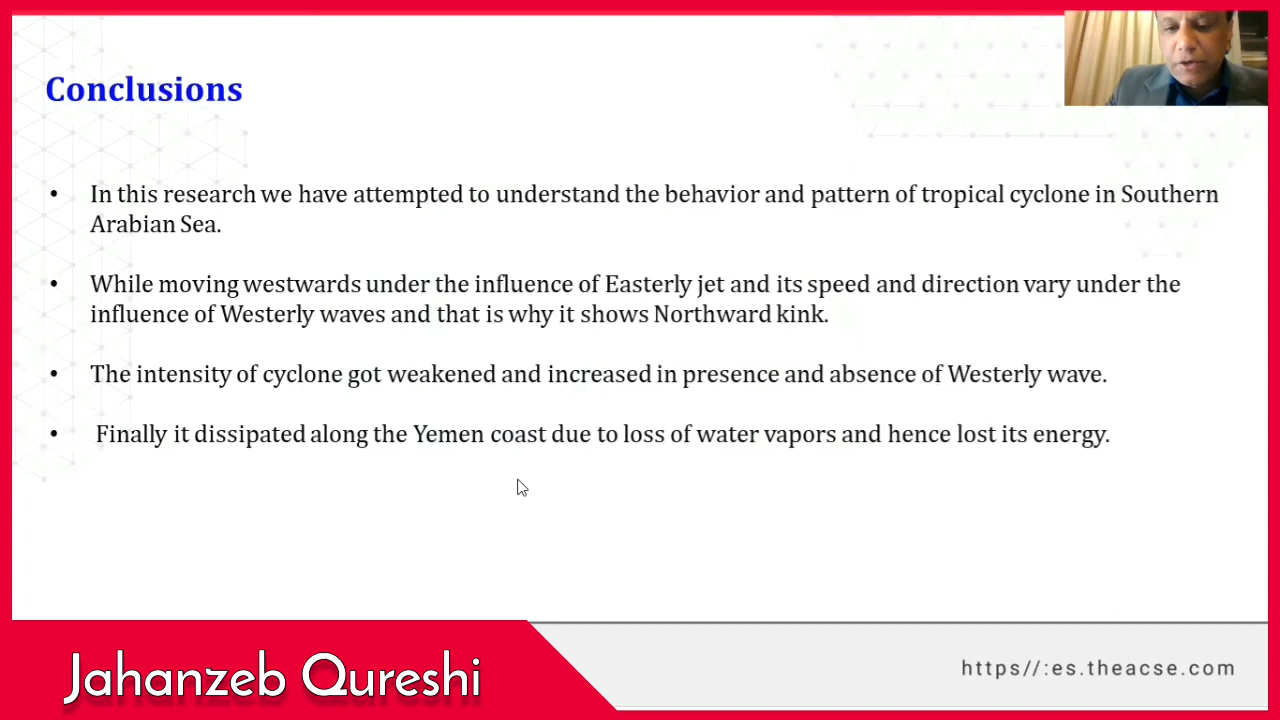 Conclusions
• In this research we have attempted to understand the behavior and pattern of tropical cyclone in Southern
Arabian Sea.
• While moving westwards under the influence of Easterly jet and its speed and direction vary under the
influence of Westerly waves and that is why it shows Northward kink.
• The intensity of cyclone got weakened and increased in presence and absence of Westerly wave.
• Finally it dissipated along the Yemen coast due to loss of water vapors and hence lost its energy.
Jahanzeb Qureshi
https//:es.theacse.com